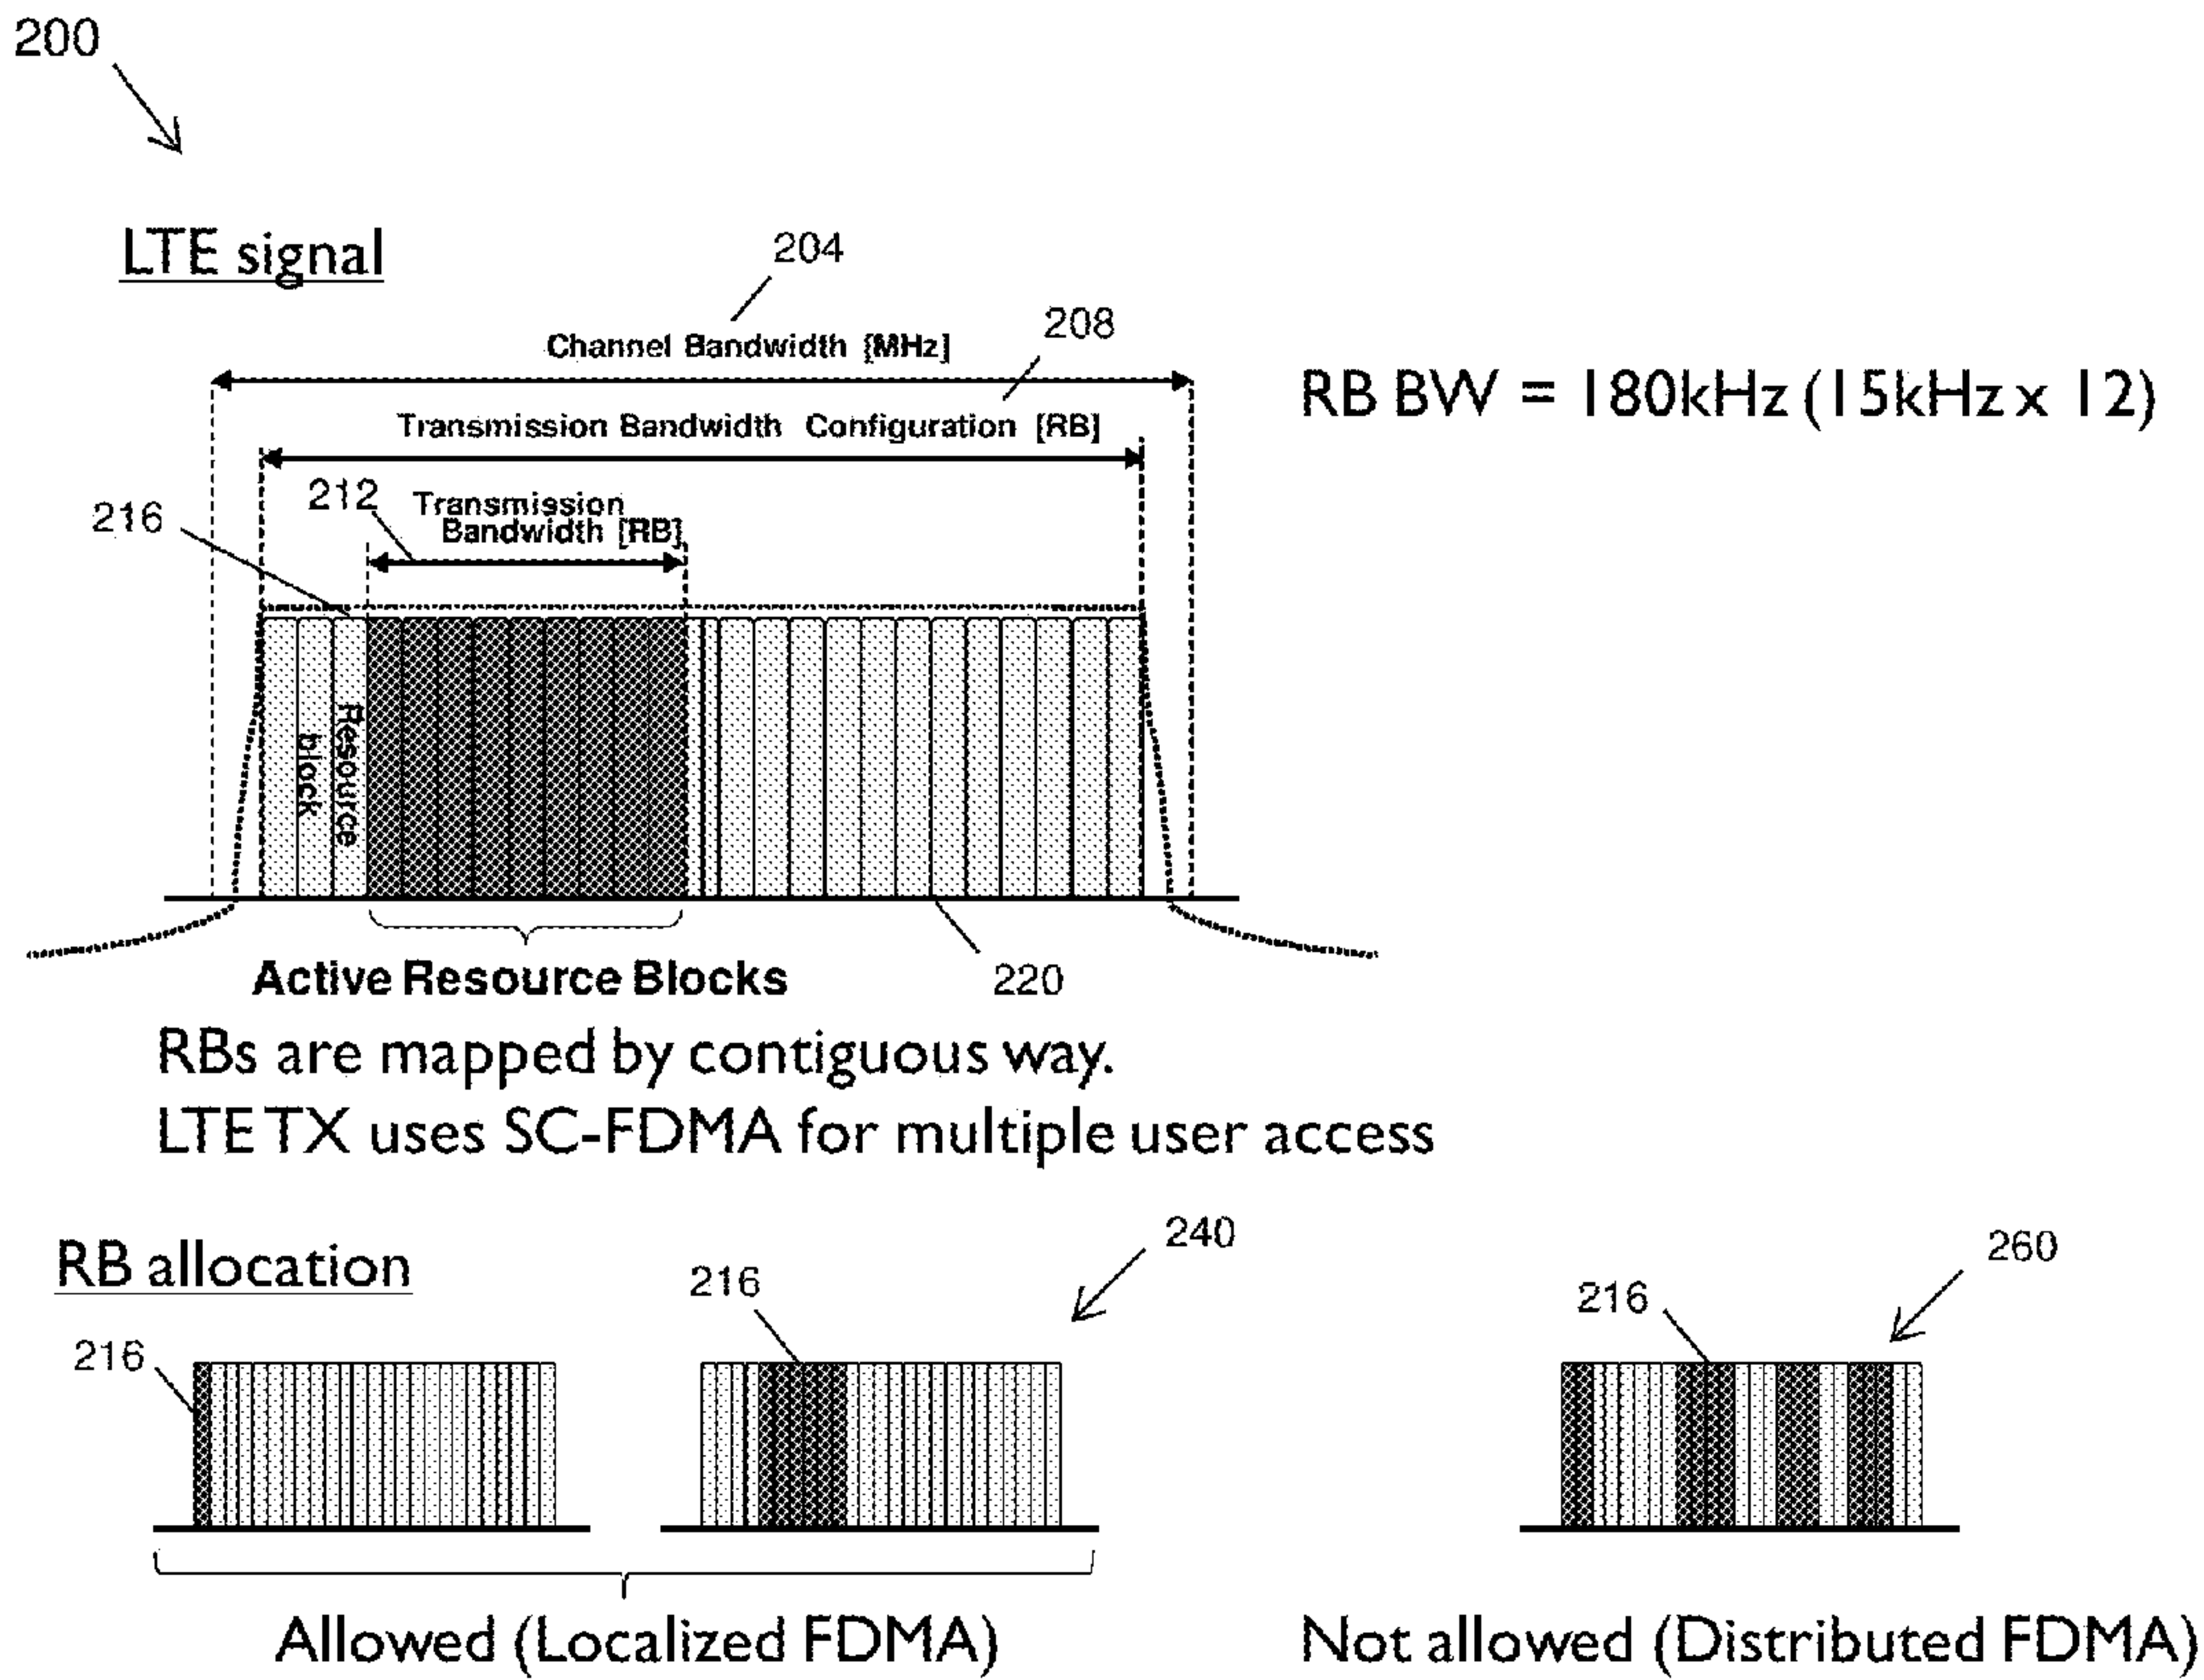 200
LTE signal
204
Channel Bandwidth [MHz]
208
RB BW = 180kHz (15kHz x 12)
Transmission Bandwidth Configuration [RB]
212
Transmission
Bandwidth [RB]
216
Resource
block
Active Resource Blocks
220
RBs are mapped by contiguous way.
LTE TX uses SC-FDMA for multiple user access
RB allocation
216
216
240
216
260
Allowed (Localized FDMA)
Not allowed (Distributed FDMA)